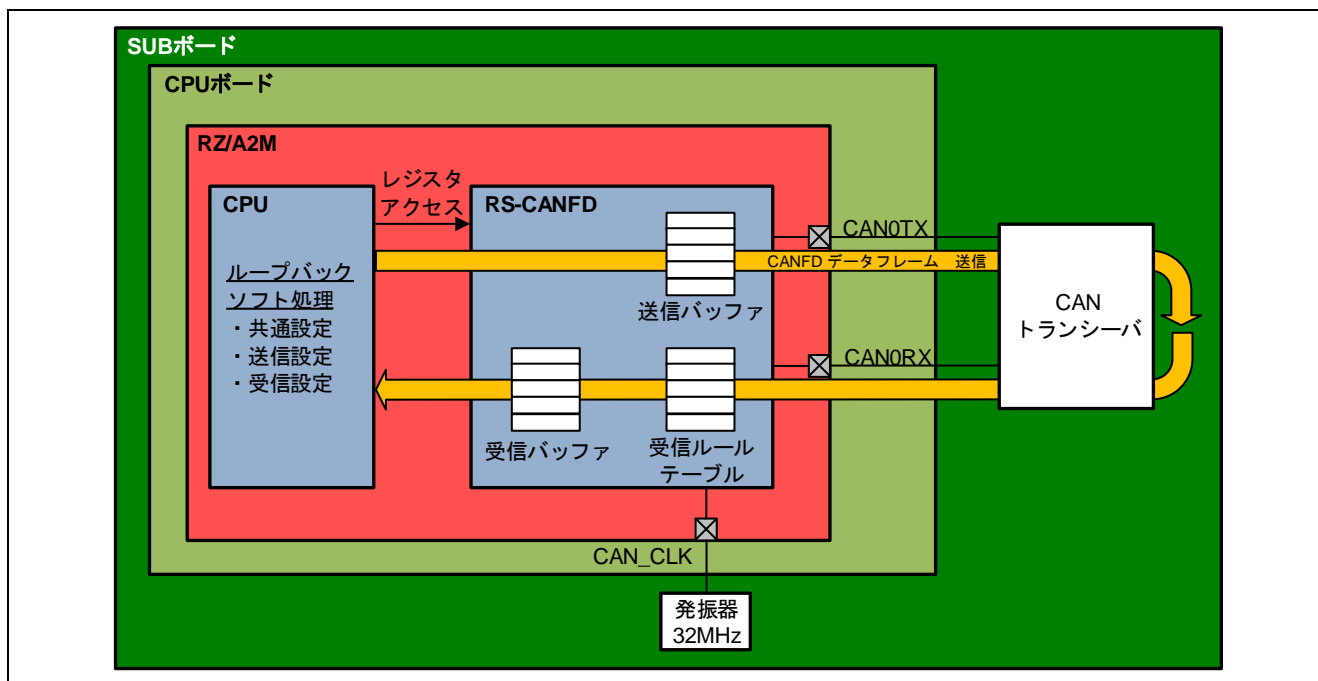 SUBボード
CPUボード
RZ/A2M
CPU
レジスタ
アクセス
RS-CANFD
ループバック
ソフト処理
・共通設定
・送信設定
・受信設定
送信バッファ
CAN0TX
CANFD データフレーム 送信
CAN
トランシーバ
CAN0RX
受信バッファ
受信ルール
テーブル
CAN_CLK
発振器
32MHz